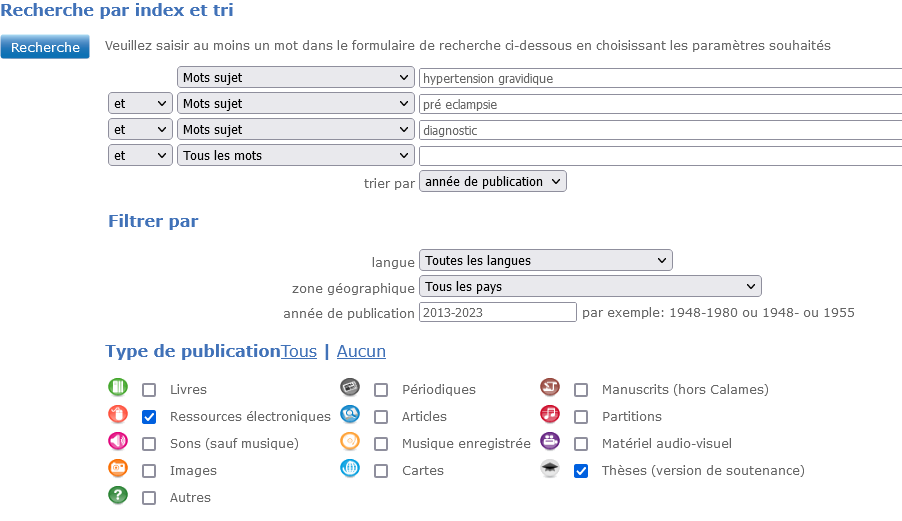 Recherche par index et tri
Recherche
Veuillez saisir au moins un mot dans le formulaire de recherche ci-dessous en choisissant les paramètres souhaités
Mots sujet hypertension gravidique
et Mots sujet pré eclampsie
et Mots sujet diagnostic
et Tous les mots
trier par année de publication
Filtrer par
langue Toutes les langues
zone géographique Tous les pays
année de publication 2013-2023 par exemple: 1948-1980 ou 1948- ou 1955
Type de publicationTous | Aucun
Livres Périodiques Manuscrits (hors Calames)
Ressources électroniques Articles Partitions
Sons (sauf musique) Musique enregistrée Matériel audio-visuel
Images Cartes Thèses (version de soutenance)
? Autres